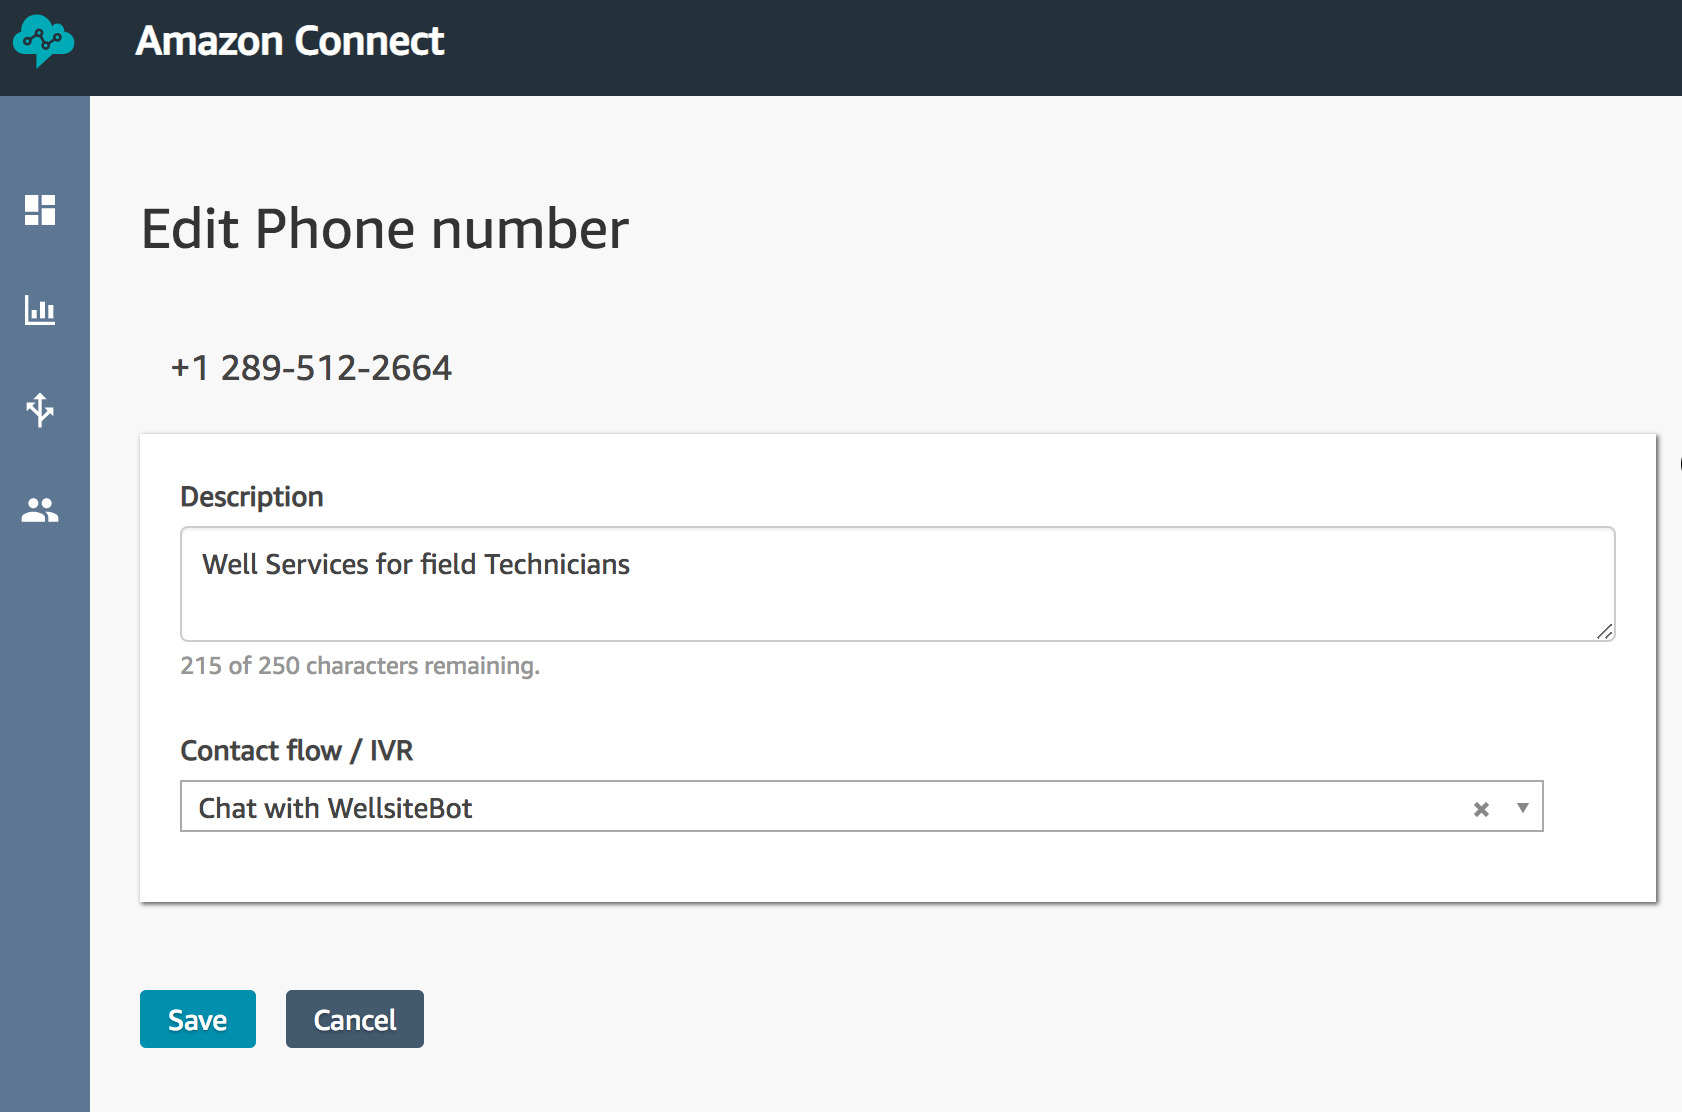 Amazon Connect
Edit Phone number
+1 289-512-2664
Description
Well Services for field Technicians
215 of 250 characters remaining.
Contact flow / IVR
Chat with WellsiteBot
Save
Cancel